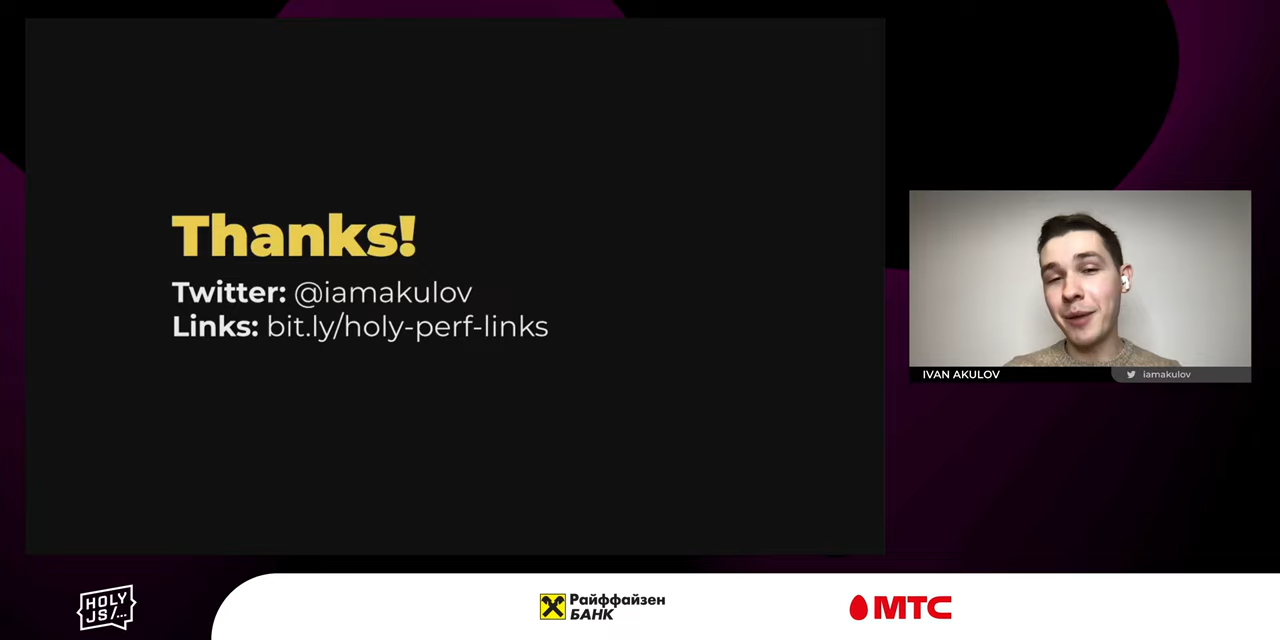 Thanks!
Twitter: @iamakulov
Links: bit.ly/holy-perf-links
IVAN AKULOV
iamakulov
HOLY
JS/...
Райффайзен
БАНК
МТС